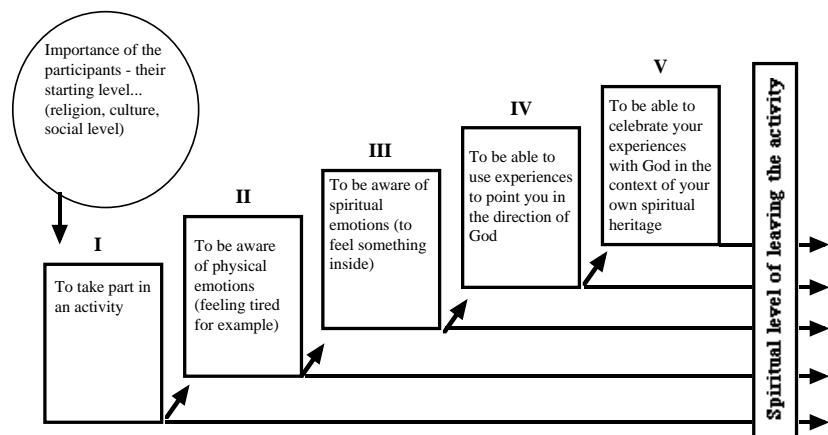 Importance of the
participants - their
starting level...
(religion, culture,
social level)
I
To take part in
an activity
II
To be aware
of physical
emotions
(feeling tired
for example)
III
To be aware of
spiritual
emotions (to
feel something
inside)
IV
To be able to
use experiences
to point you in
the direction of
God
V
To be able to
celebrate your
experiences
with God in the
context of your
own spiritual
heritage
Spiritual level of leaving the activity